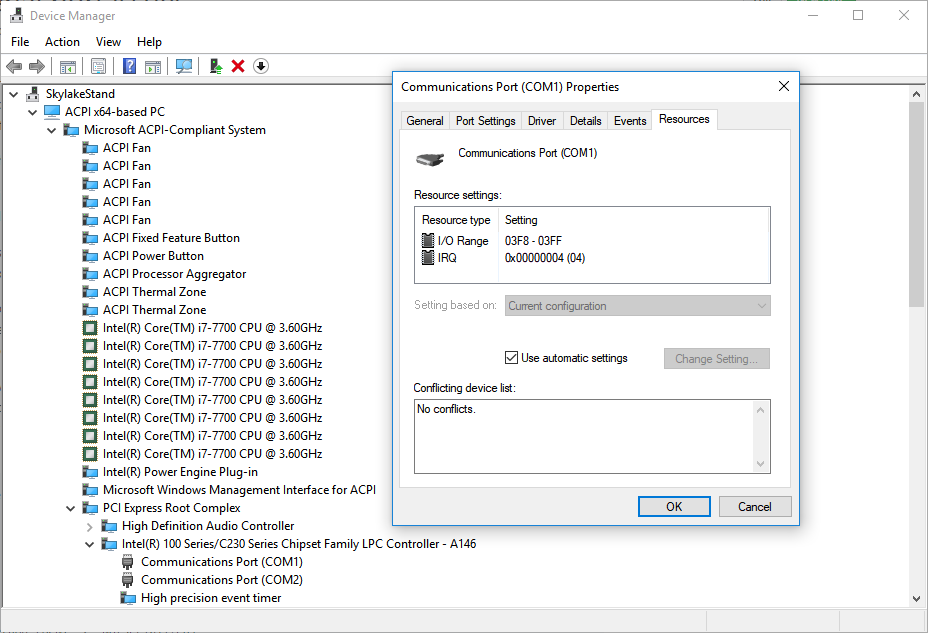 Device Manager
File Action View Help
SkylakeStand
ACPI x64-based PC
Microsoft ACPI-Compliant System
ACPI Fan
ACPI Fan
ACPI Fan
ACPI Fan
ACPI Fan
ACPI Fixed Feature Button
ACPI Power Button
ACPI Processor Aggregator
ACPI Thermal Zone
ACPI Thermal Zone
Intel(R) Core(TM) i7-7700 CPU @ 3.60GHz
Intel(R) Core(TM) i7-7700 CPU @ 3.60GHz
Intel(R) Core(TM) i7-7700 CPU @ 3.60GHz
Intel(R) Core(TM) i7-7700 CPU @ 3.60GHz
Intel(R) Core(TM) i7-7700 CPU @ 3.60GHz
Intel(R) Core(TM) i7-7700 CPU @ 3.60GHz
Intel(R) Core(TM) i7-7700 CPU @ 3.60GHz
Intel(R) Core(TM) i7-7700 CPU @ 3.60GHz
Intel(R) Power Engine Plug-in
Microsoft Windows Management Interface for ACPI
PCI Express Root Complex
High Definition Audio Controller
Intel(R) 100 Series/C230 Series Chipset Family LPC Controller - A146
Communications Port (COM1)
Communications Port (COM2)
High precision event timer
Communications Port (COM1) Properties
General Port Settings Driver Details Events Resources
Communications Port (COM1)
Resource settings:
Resource type Setting
I/O Range 03F8 - 03FF
IRQ 0x00000004 (04)
Setting based on: Current configuration
Use automatic settings Change Setting...
Conflicting device list:
No conflicts.
OK Cancel